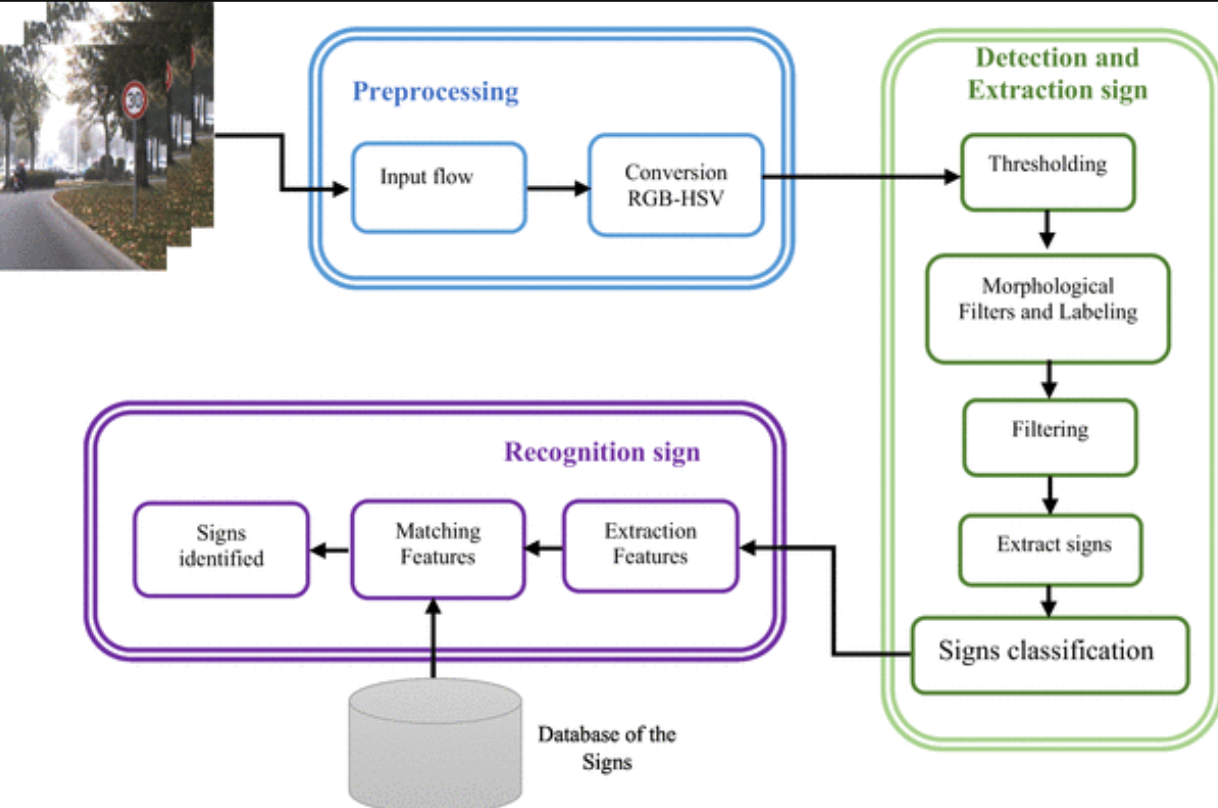 30
Preprocessing
Input flow
Conversion
RGB-HSV
Detection and
Extraction sign
Thresholding
Morphological
Filters and Labeling
Filtering
Extract signs
Signs classification
Recognition sign
Extraction
Features
Matching
Features
Signs
identified
Database of the
Signs